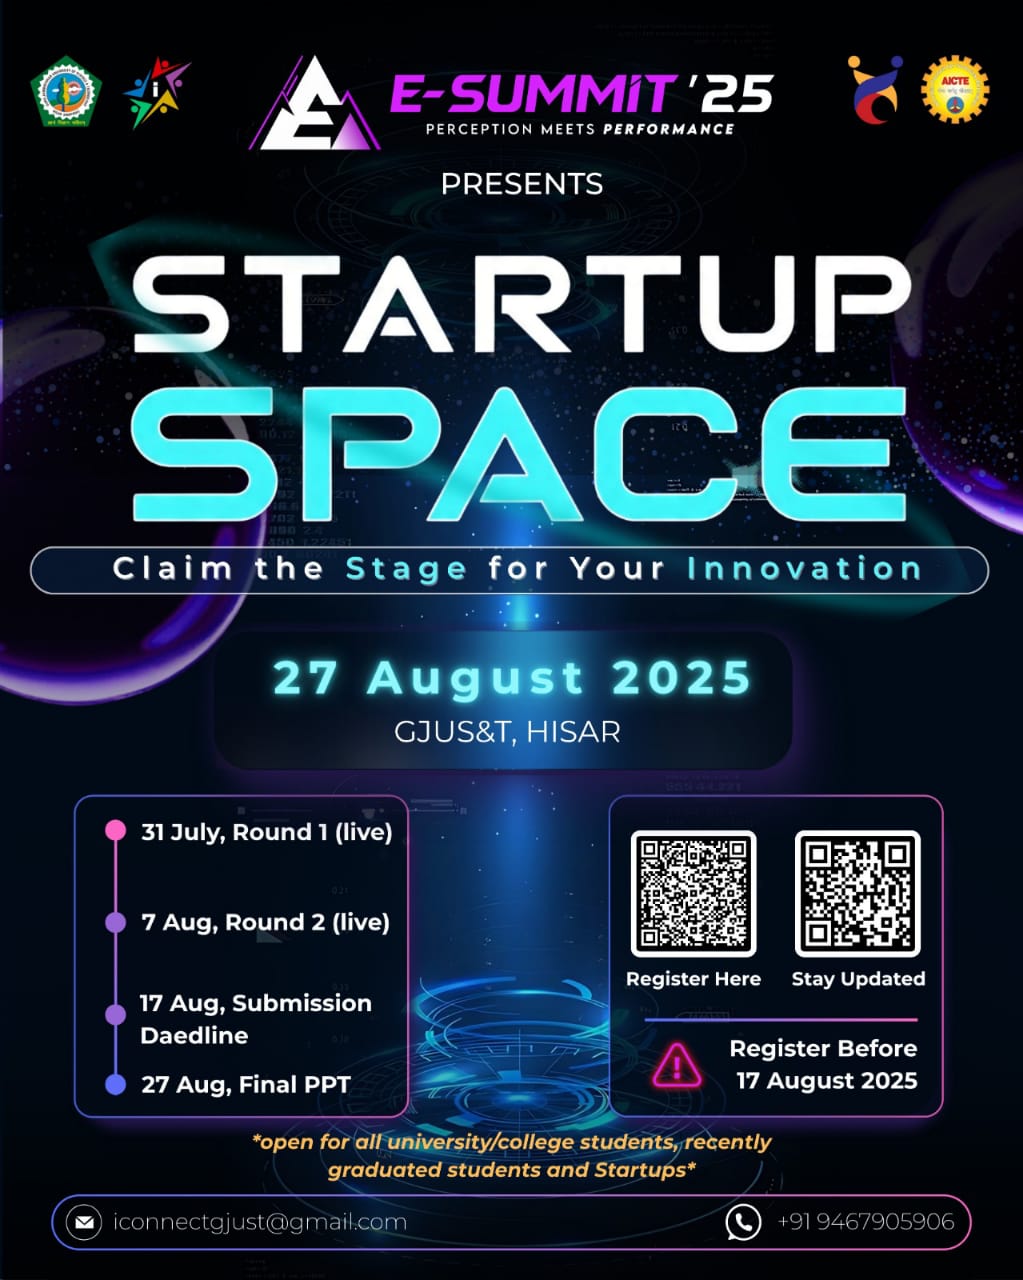 E-SUMMIT '25
PERCEPTION MEETS PERFORMANCE
AICTE
PRESENTS
STARTUP
SPACE
Claim the Stage for Your Innovation
27 August 2025
GJUS&T, HISAR
31 July, Round 1 (live)
7 Aug, Round 2 (live)
17 Aug, Submission
Daedline
27 Aug, Final PPT
Register Here
Stay Updated
Register Before
17 August 2025
*open for all university/college students, recently
graduated students and Startups*
iconnectgjust@gmail.com
+91 9467905906